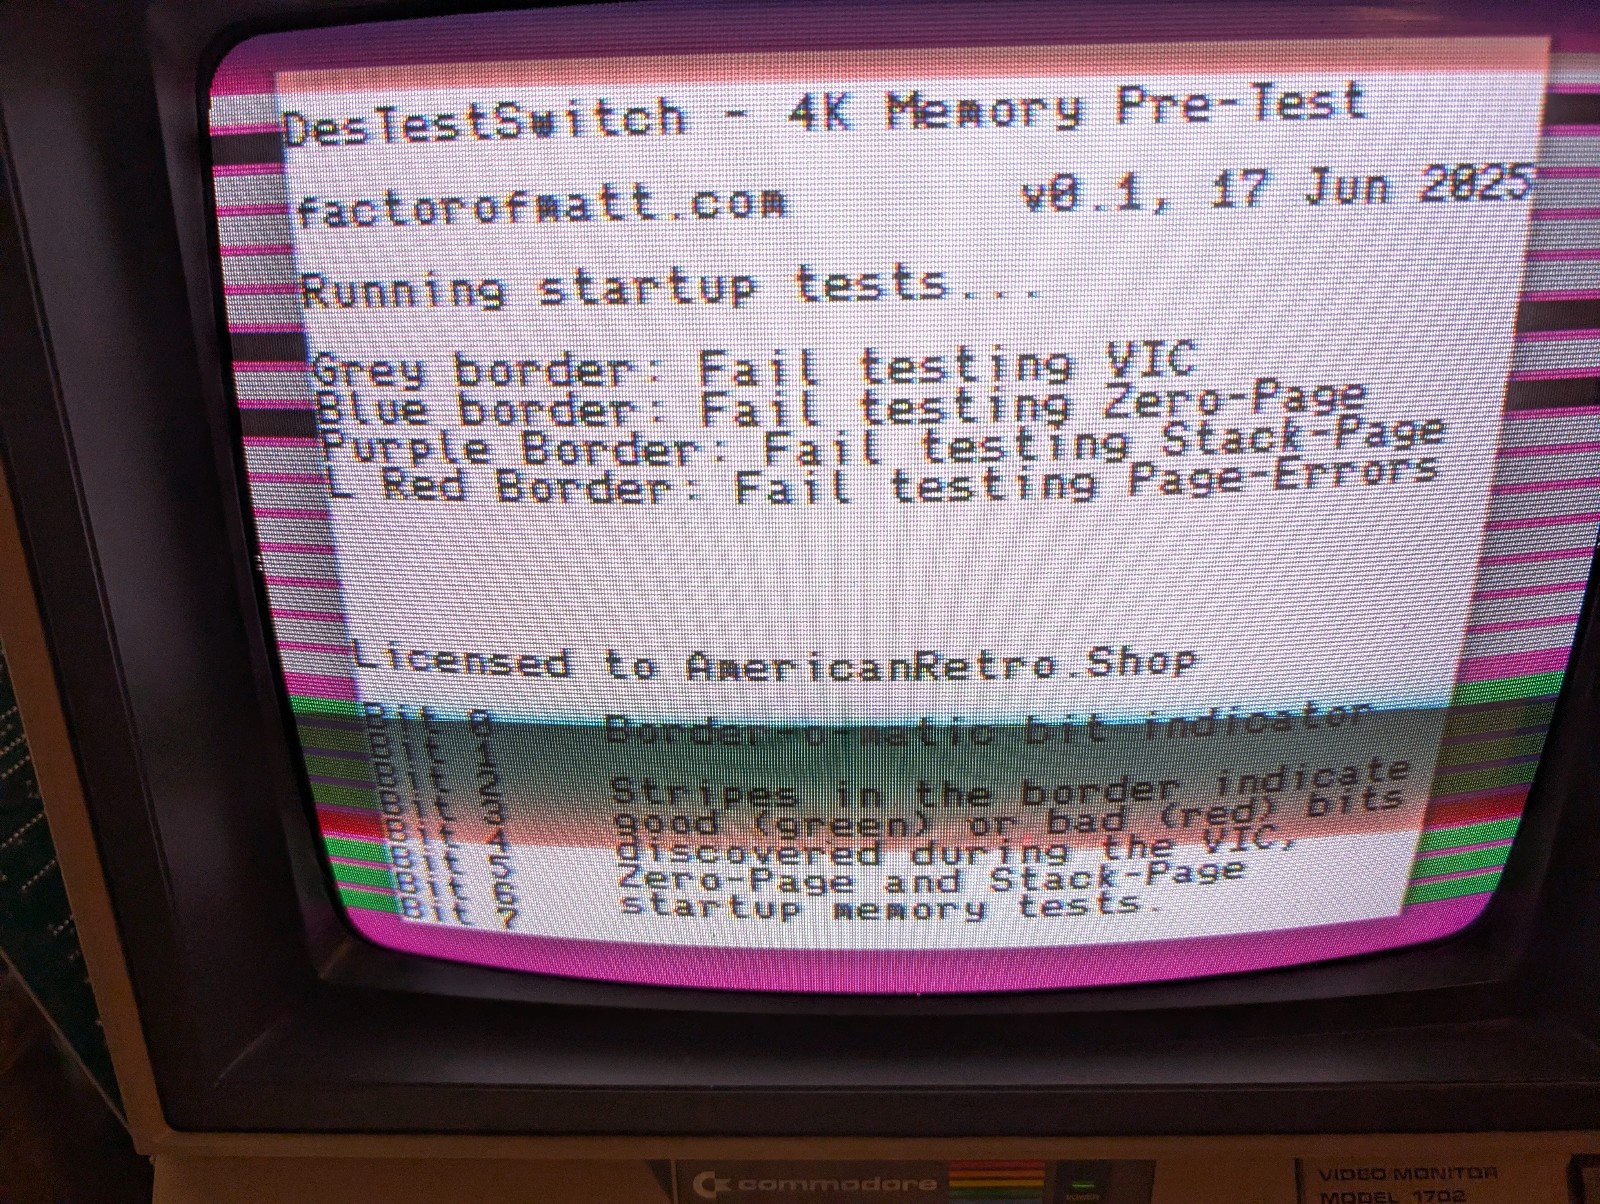 DesTestSwitch - 4K Memory Pre-Test
factorofmatt.com v0.1, 17 Jun 2025
Running startup tests...
Grey border: Fail testing VIC
Blue border: Fail testing Zero-Page
Purple Border: Fail testing Stack-Page
L Red Border: Fail testing Page-Errors
Licensed to AmericanRetro.Shop
Bit 0 Border-o-matic bit indicator
Bit 1
Bit 2 Stripes in the border indicate
Bit 3 good (green) or bad (red) bits
Bit 4 discovered during the VIC,
Bit 5 Zero-Page and Stack-Page
Bit 6 startup memory tests.
Bit 7
commodore
POWER
VIDEO MONITOR
MODEL 1702